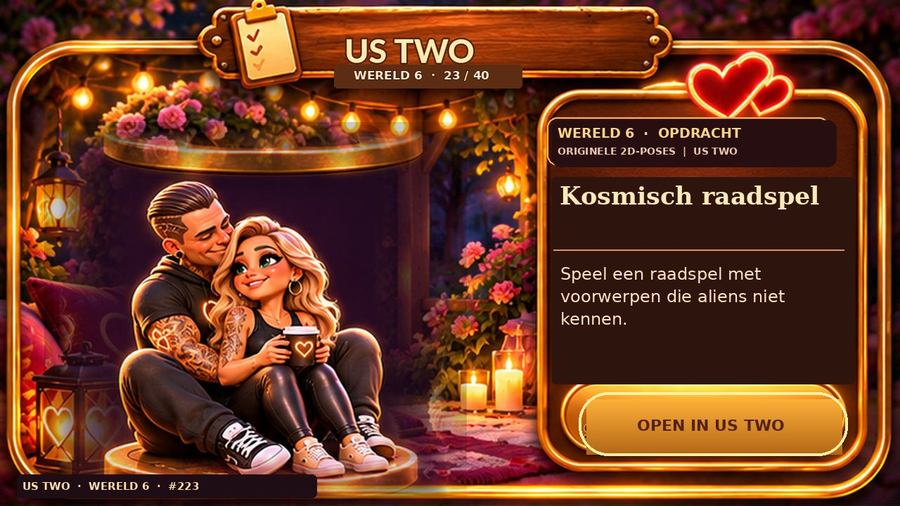 US TWO
WERELD 6 · 23 / 40
WERELD 6 · OPDRACHT
ORIGINELE 2D-POSES | US TWO
Kosmisch raadspel
Speel een raadspel met
voorwerpen die aliens niet
kennen.
OPEN IN US TWO
US TWO · WERELD 6 · #223